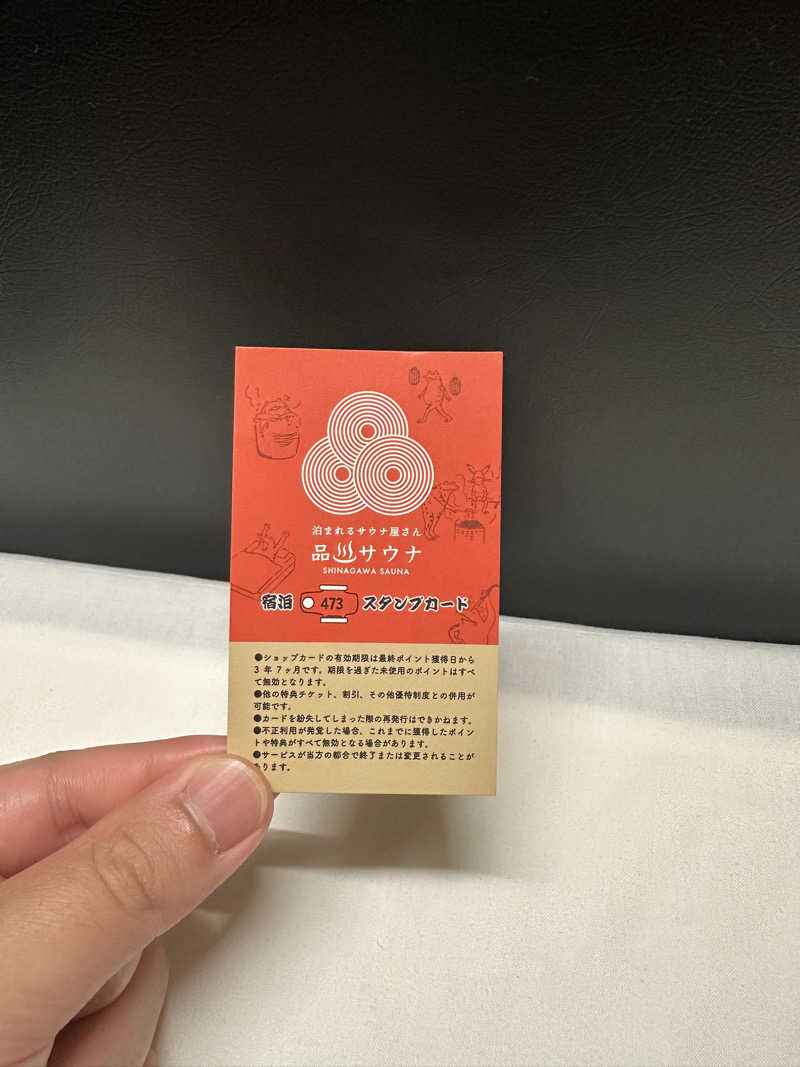 泊まれるサウナ屋さん
品川サウナ
SHINAGAWA SAUNA
宿泊 473 スタンプカード
●ショップカードの有効期限は最終ポイント獲得日から
3 年 7ヶ月です。期限を過ぎた未使用のポイントはすべ
て無効となります。
●他の特典チケット、割引、その他優待制度との併用が
可能です。
●カードを紛失してしまった際の再発行はできかねます。
●不正利用が発覚した場合、これまでに獲得したポイン
トや特典がすべて無効となる場合があります。
●サービスが当方の都合で終了または変更されることが
あります。